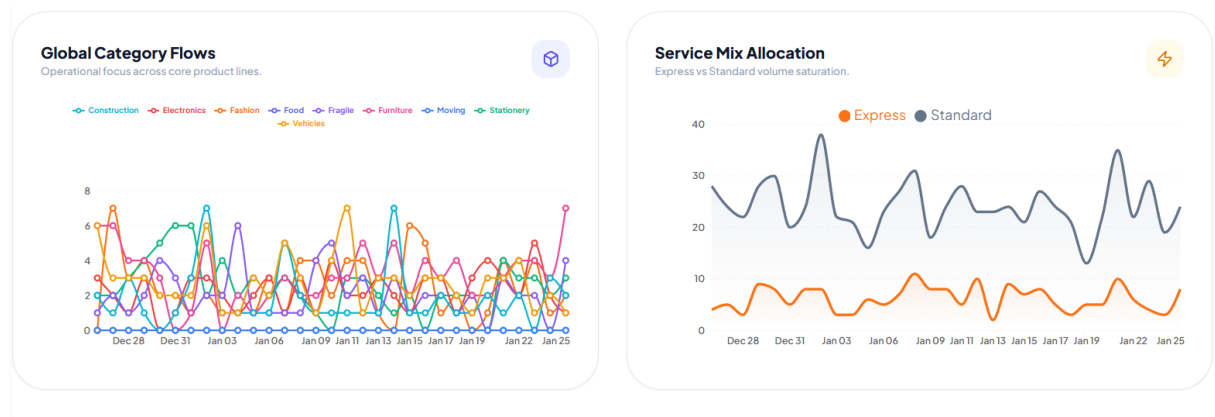 Global Category Flows
Operational focus across core product lines.
Construction Electronics Fashion Food Fragile Furniture Moving Stationery
Vehicles
8
6
4
2
0
Dec 28 Dec 31 Jan 03 Jan 06 Jan 09 Jan 11 Jan 13 Jan 15 Jan 17 Jan 19 Jan 22 Jan 25
Service Mix Allocation
Express vs Standard volume saturation.
Express Standard
40
30
20
10
0
Dec 28 Dec 31 Jan 03 Jan 06 Jan 09 Jan 11 Jan 13 Jan 15 Jan 17 Jan 19 Jan 22 Jan 25